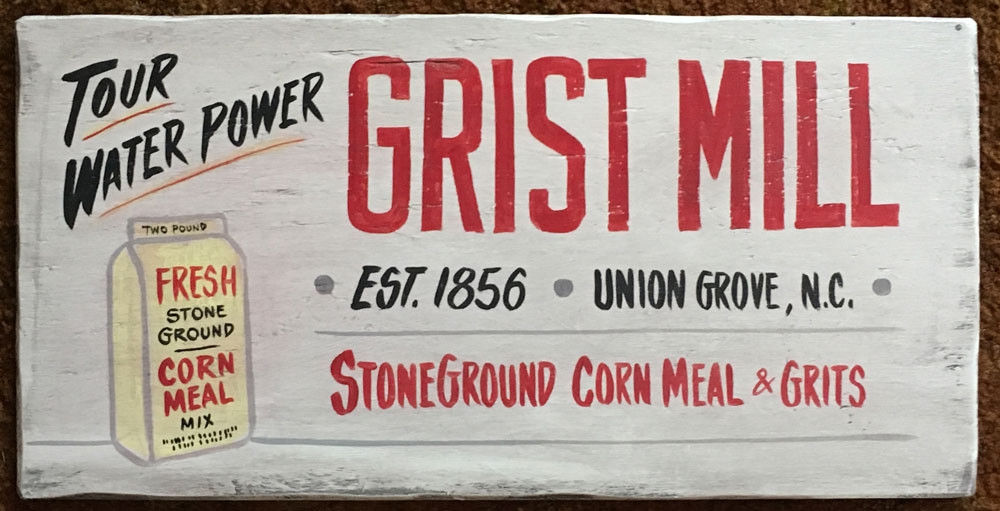 TOUR
WATER POWER
GRIST MILL
EST. 1856 • UNION GROVE, N.C. •
STONEGROUND CORN MEAL & GRITS
TWO POUND
FRESH
STONE
GROUND
CORN
MEAL
MIX